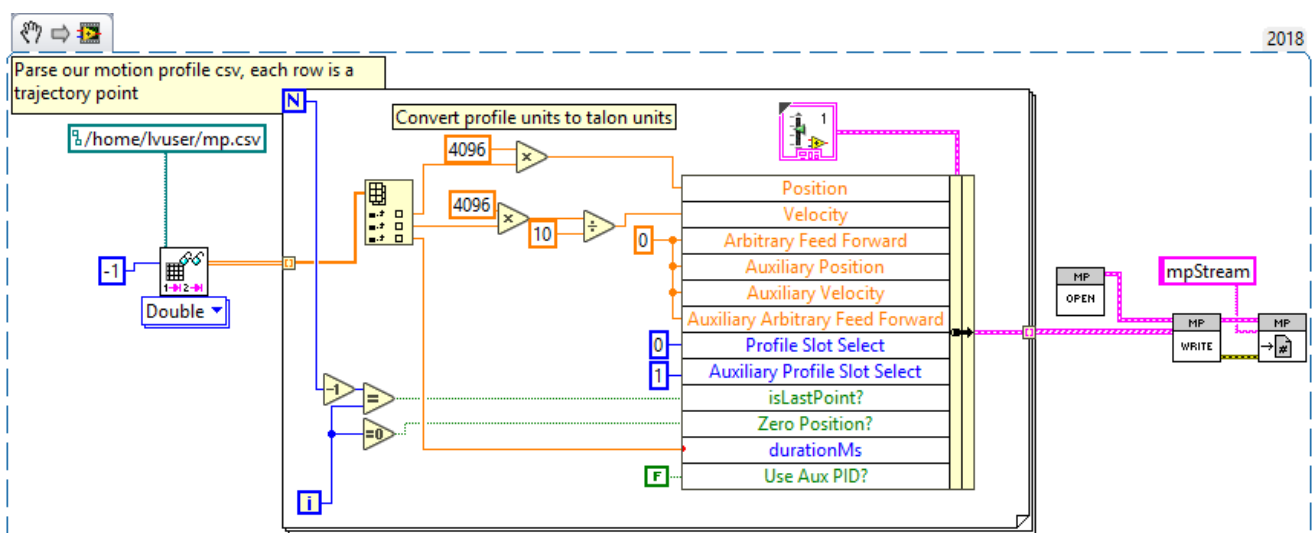 2018
Parse our motion profile csv, each row is a
trajectory point
N
Convert profile units to talon units
1
/home/lvuser/mp.csv
4096
×
Position
4096
×
10
÷
Velocity
0
Arbitrary Feed Forward
Auxiliary Position
Auxiliary Velocity
Auxiliary Arbitrary Feed Forward
-1
1 2
Double
MP
OPEN
mpStream
MP
WRITE
MP
#
0
Profile Slot Select
1
Auxiliary Profile Slot Select
-1
=
isLastPoint?
=0
Zero Position?
durationMs
F
Use Aux PID?
i